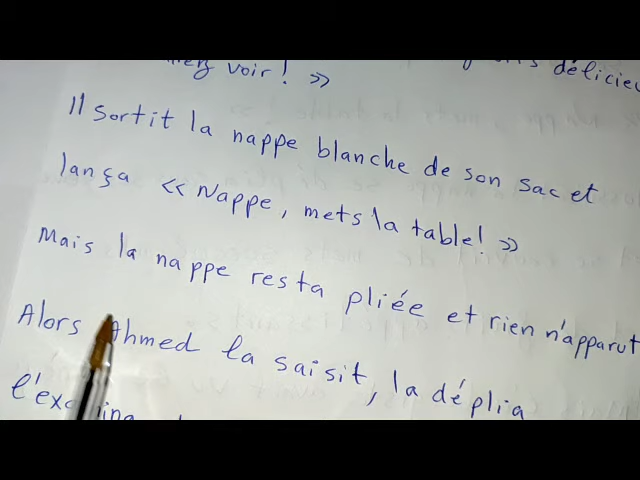 voir ! »
Il sortit la nappe blanche de son sac et
lança « Nappe, mets la table ! »
Mais la nappe resta pliée et rien n'apparut
Alors Ahmed la saisit, la déplia